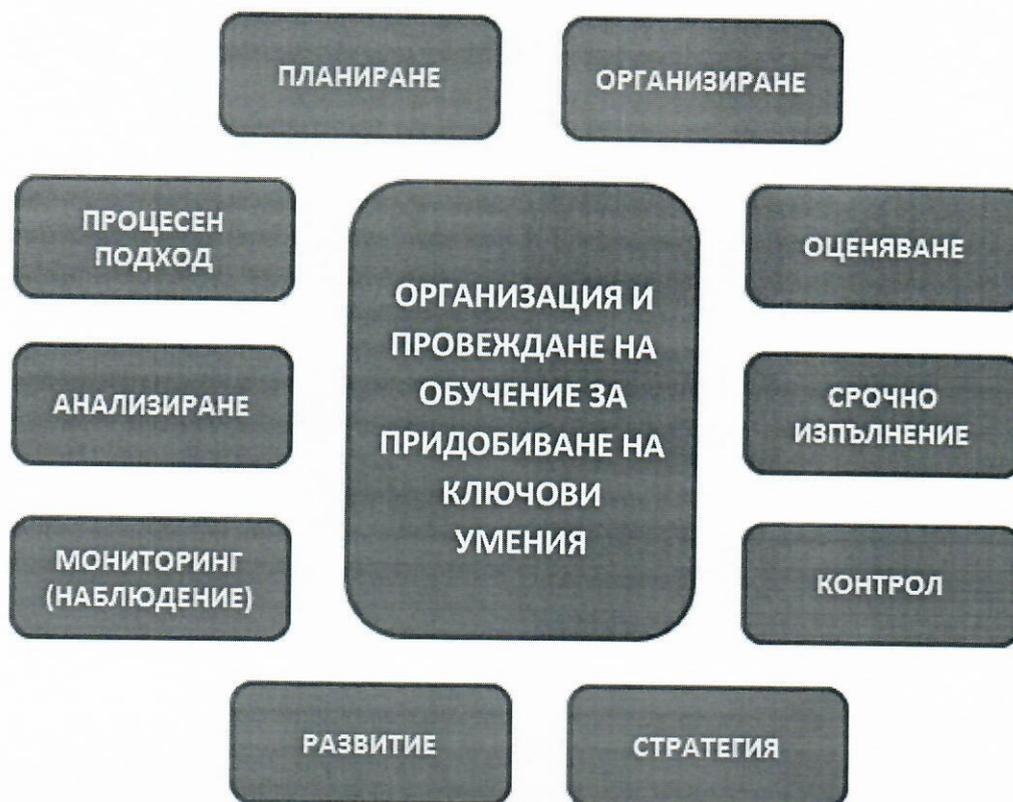 ПЛАНИРАНЕ
ОРГАНИЗИРАНЕ
ПРОЦЕСЕН
ПОДХОД
ОЦЕНЯВАНЕ
ОРГАНИЗАЦИЯ И
ПРОВЕЖДАНЕ НА
ОБУЧЕНИЕ ЗА
ПРИДОБИВАНЕ НА
КЛЮЧОВИ
УМЕНИЯ
АНАЛИЗИРАНЕ
СРОЧНО
ИЗПЪЛНЕНИЕ
МОНИТОРИНГ
(НАБЛЮДЕНИЕ)
КОНТРОЛ
РАЗВИТИЕ
СТРАТЕГИЯ